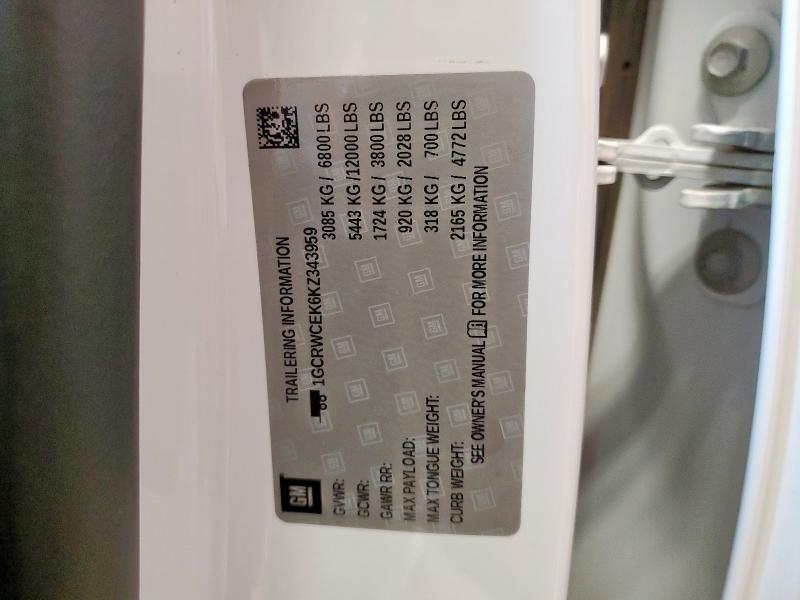 GM
TRAILERING INFORMATION
1GCRWCEK6KZ343959
GVWR: 3085 KG / 6800 LBS
GCWR: 5443 KG /12000 LBS
GAWR RR: 1724 KG / 3800 LBS
MAX PAYLOAD: 920 KG / 2028 LBS
MAX TONGUE WEIGHT: 318 KG / 700 LBS
CURB WEIGHT: 2165 KG / 4772 LBS
SEE OWNER'S MANUAL FOR MORE INFORMATION